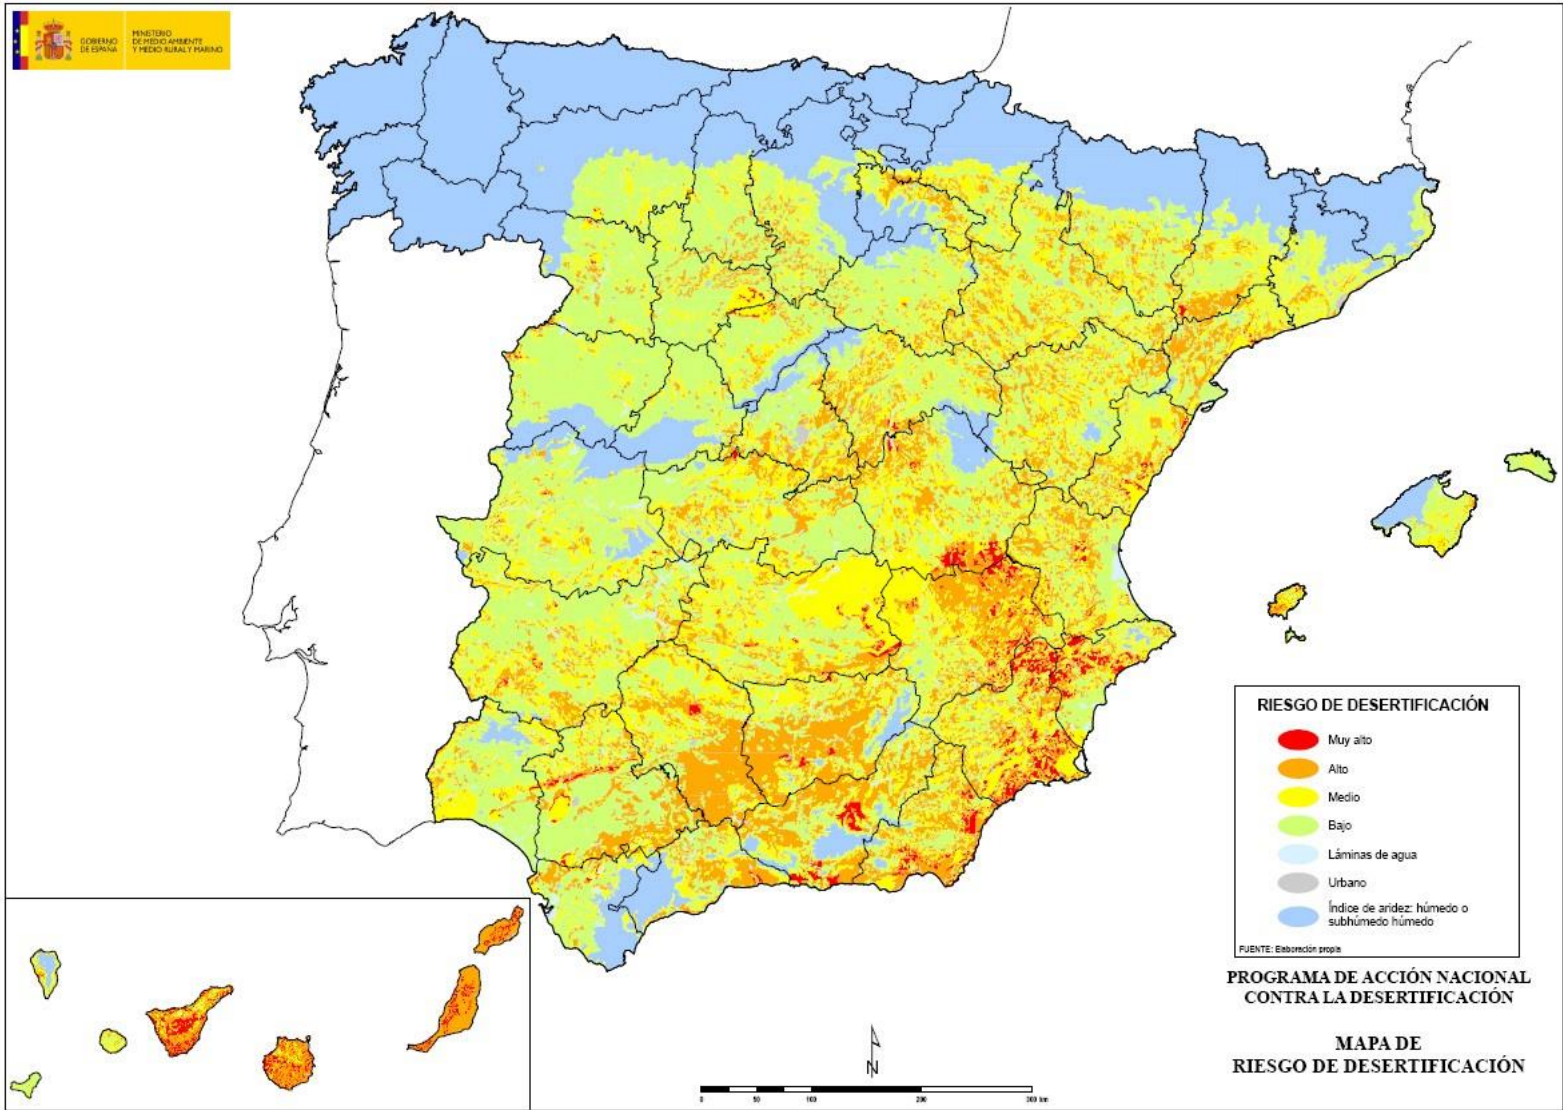 GOBIERNO
DE ESPAÑA
MINISTERIO
DE MEDIO AMBIENTE
Y MEDIO RURAL Y MARINO
RIESGO DE DESERTIFICACIÓN
Muy alto
Alto
Medio
Bajo
Láminas de agua
Urbano
Índice de aridez: húmedo o
subhúmedo húmedo
FUENTE: Elaboración propia
PROGRAMA DE ACCIÓN NACIONAL
CONTRA LA DESERTIFICACIÓN
MAPA DE
RIESGO DE DESERTIFICACIÓN
N
0 50 100 200 300 km